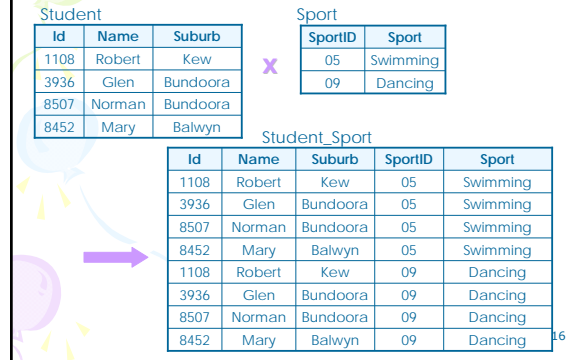 Student
Id Name Suburb
1108 Robert Kew
3936 Glen Bundoora
8507 Norman Bundoora
8452 Mary Balwyn
x
Sport
SportID Sport
05 Swimming
09 Dancing
Student_Sport
Id Name Suburb SportID Sport
1108 Robert Kew 05 Swimming
3936 Glen Bundoora 05 Swimming
8507 Norman Bundoora 05 Swimming
8452 Mary Balwyn 05 Swimming
1108 Robert Kew 09 Dancing
3936 Glen Bundoora 09 Dancing
8507 Norman Bundoora 09 Dancing
8452 Mary Balwyn 09 Dancing
16